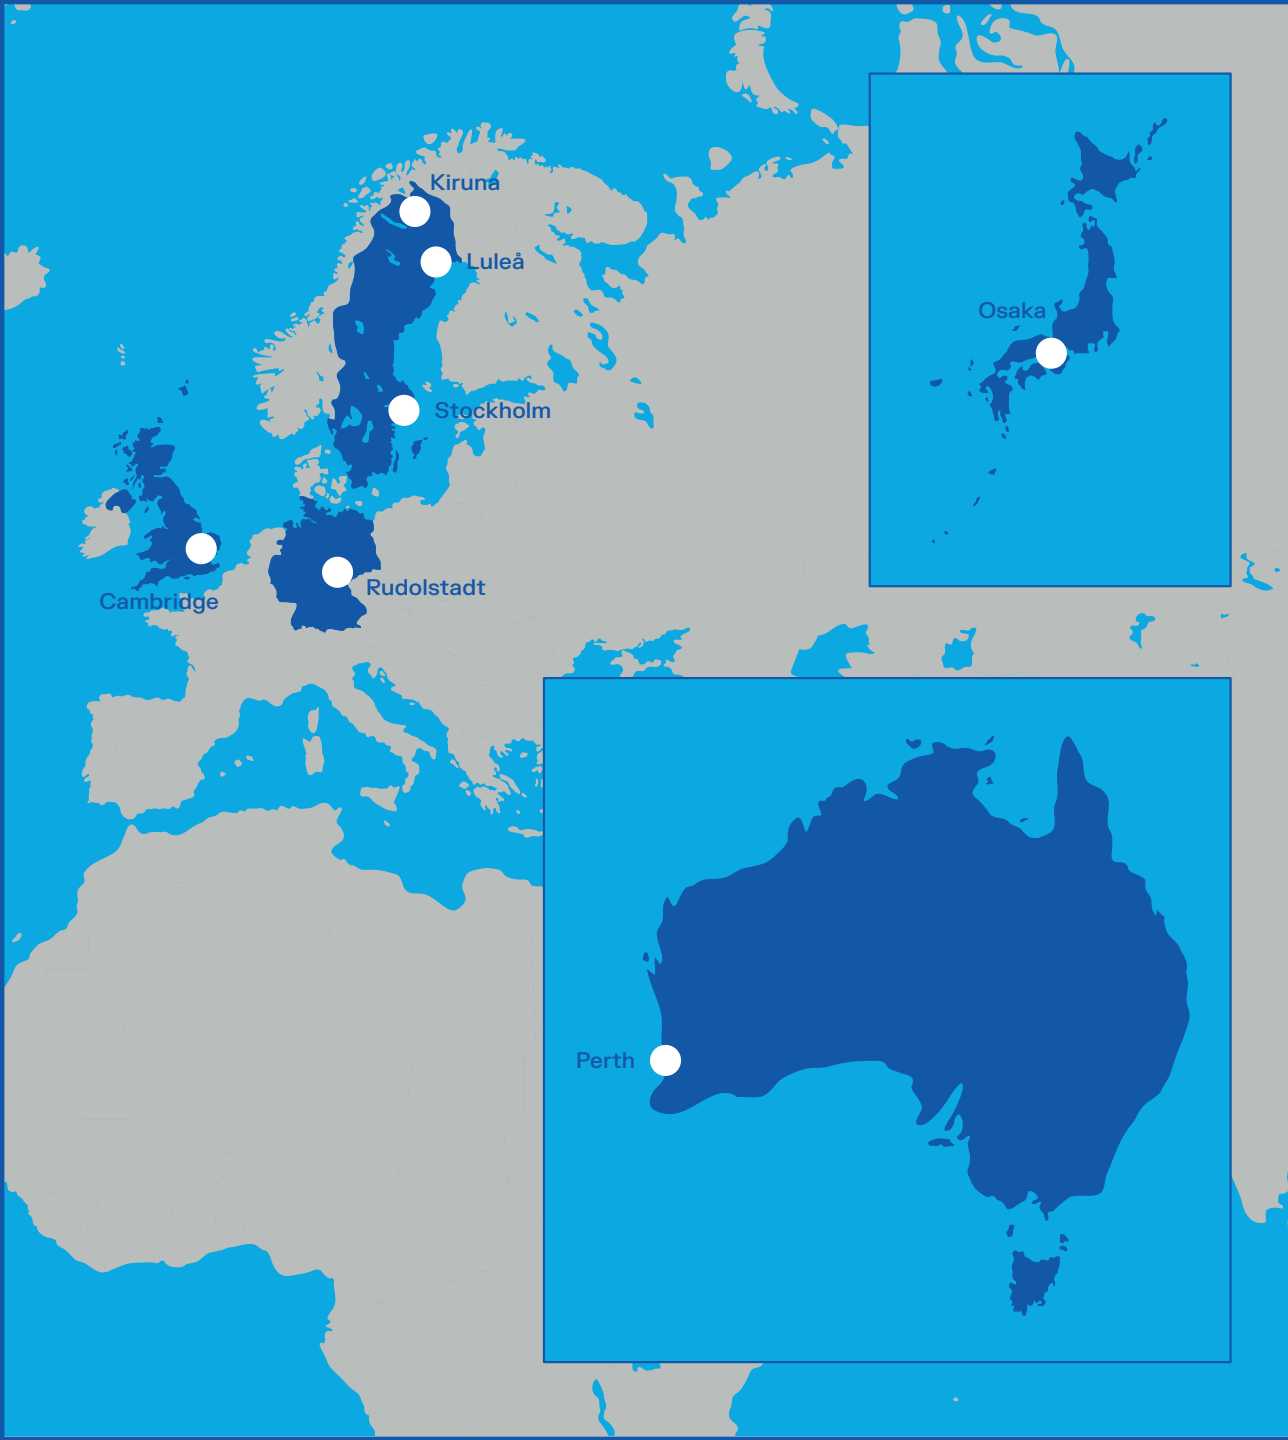 Kiruna
Luleå
Osaka
Stockholm
Rudolstadt
Cambridge
Perth